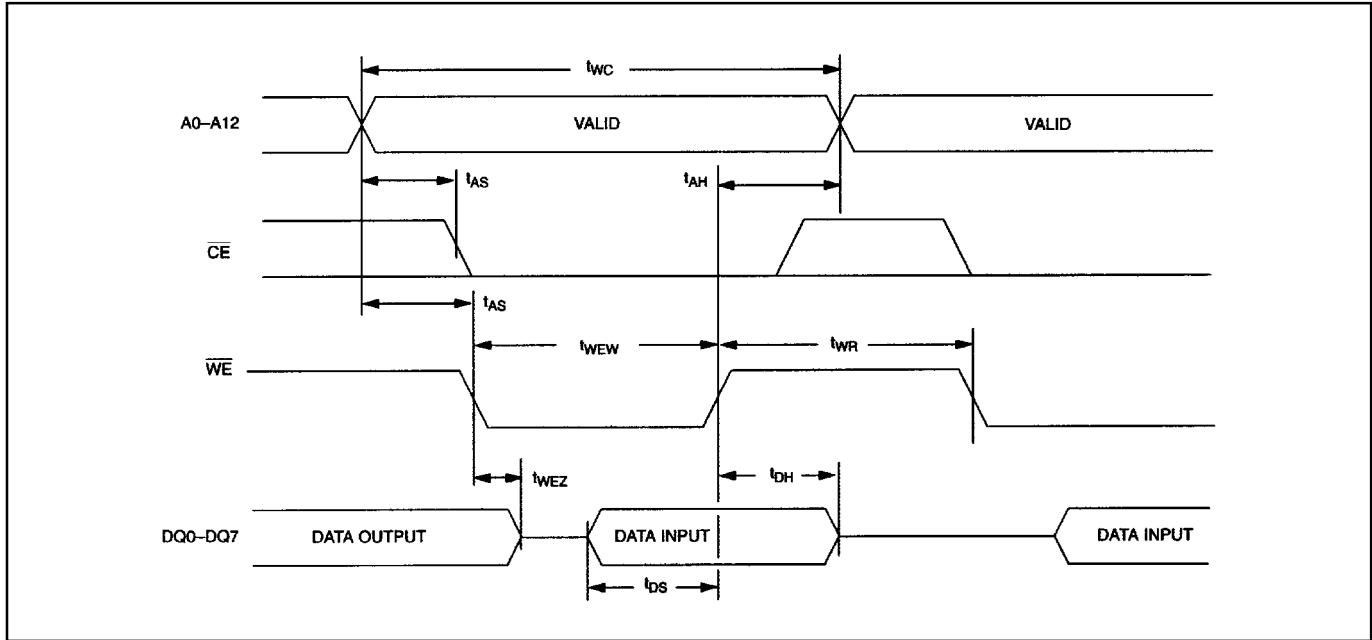 tWC
A0–A12
VALID
VALID
tAS
tAH
CE
tAS
tWEW
tWR
WE
tWEZ
tDH
DQ0–DQ7
DATA OUTPUT
DATA INPUT
DATA INPUT
tDS